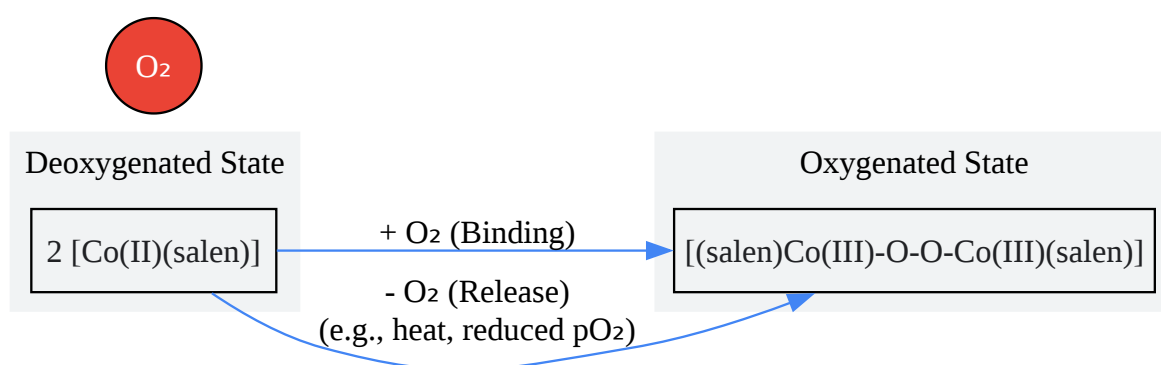 O₂
Deoxygenated State
Oxygenated State
2 [Co(II)(salen)]
+ O₂ (Binding)
[(salen)Co(III)-O-O-Co(III)(salen)]
- O₂ (Release)
(e.g., heat, reduced pO₂)